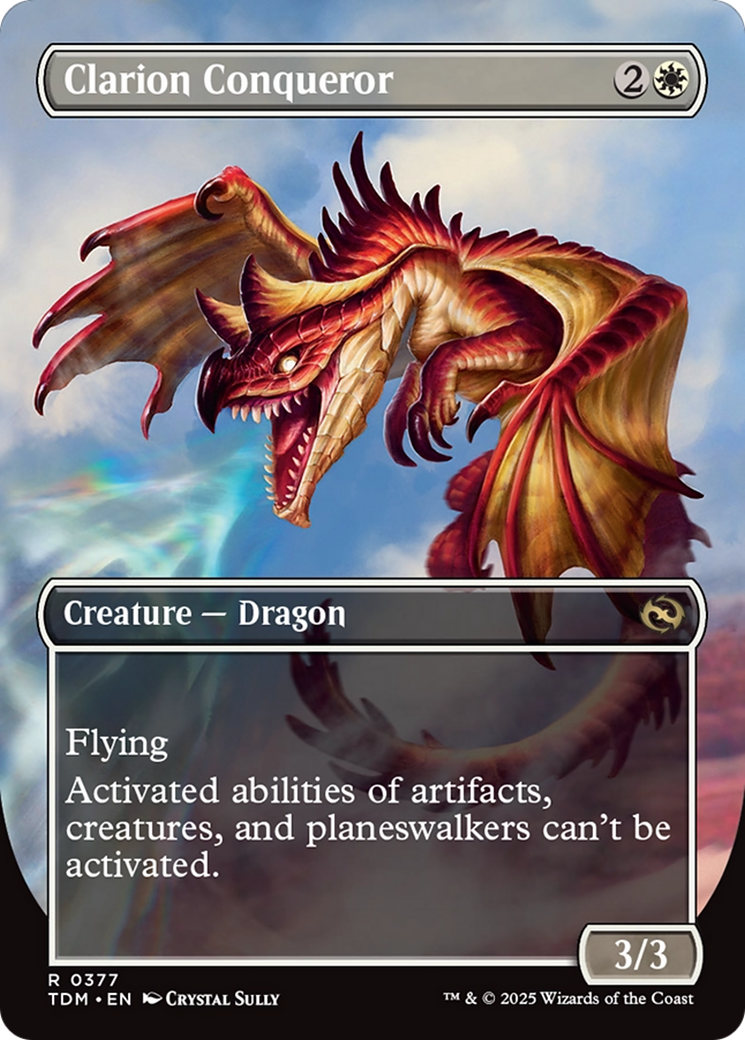 Clarion Conqueror 2
Creature — Dragon
Flying
Activated abilities of artifacts,
creatures, and planeswalkers can't be
activated.
3/3
R 0377
TDM • EN Crystal Sully ™ & © 2025 Wizards of the Coast